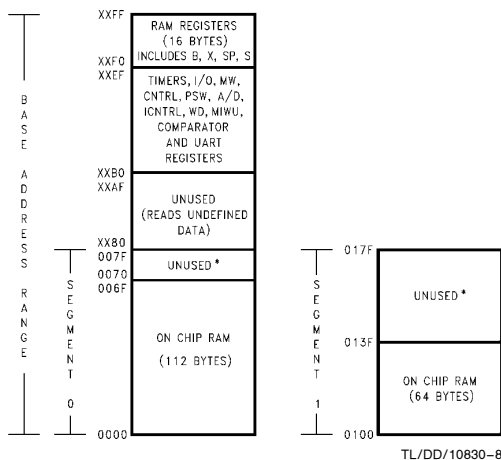 XXFF
RAM REGISTERS
(16 BYTES)
INCLUDES B, X, SP, S
XXF0
XXEF
TIMERS, I/O, MW,
CNTRL, PSW, A/D,
ICNTRL, WD, MIWU,
COMPARATOR
AND UART
REGISTERS
XXB0
XXAF
UNUSED
(READS UNDEFINED
DATA)
XX80
007F
UNUSED*
0070
006F
ON CHIP RAM
(112 BYTES)
0000
BASE ADDRESS RANGE
SEGMENT 0
SEGMENT 1
017F
UNUSED*
013F
ON CHIP RAM
(64 BYTES)
0100
TL/DD/10830-8